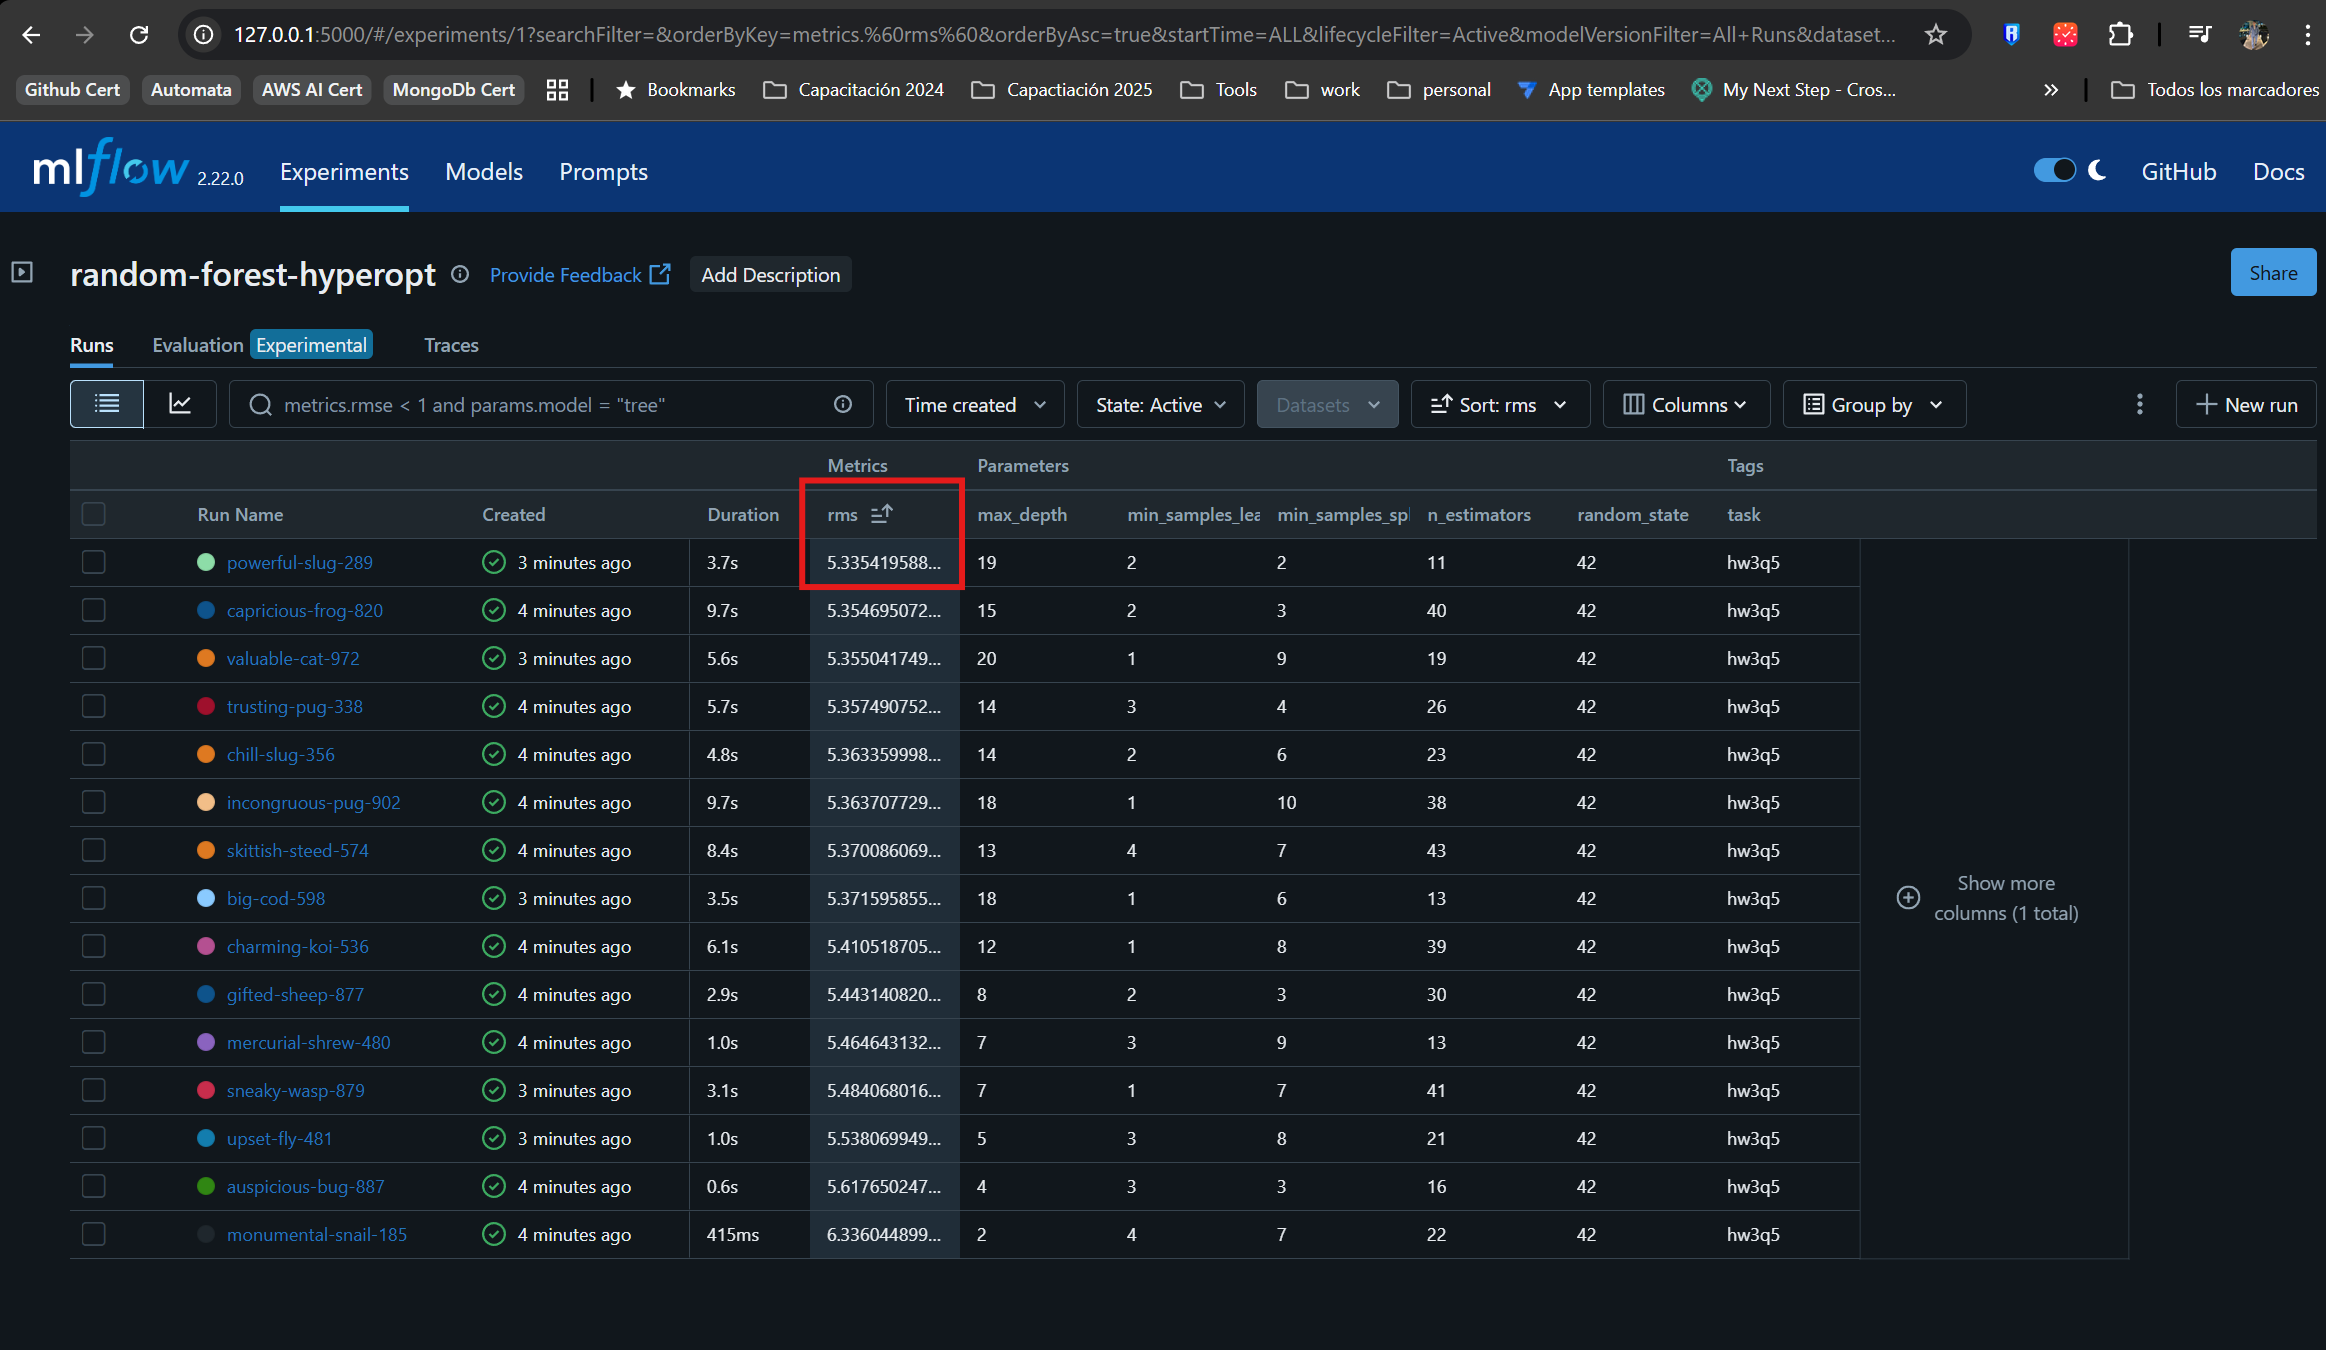 127.0.0.1:5000/#/experiments/1?searchFilter=&orderByKey=metrics.%60rms%60&orderByAsc=true&startTime=ALL&lifecycleFilter=Active&modelVersionFilter=All+Runs&dataset...
Github Cert Automata AWS AI Cert MongoDb Cert Bookmarks Capacitación 2024 Capactiación 2025 Tools work personal App templates My Next Step - Cros... Todos los marcadores
mlflow 2.22.0 Experiments Models Prompts GitHub Docs
random-forest-hyperopt Provide Feedback Add Description Share
Runs Evaluation Experimental Traces
metrics.rmse < 1 and params.model = "tree" Time created State: Active Datasets Sort: rms Columns Group by New run
Metrics Parameters Tags
Run Name Created Duration rms max_depth min_samples_lea min_samples_spl n_estimators random_state task
powerful-slug-289 3 minutes ago 3.7s 5.335419588... 19 2 2 11 42 hw3q5
capricious-frog-820 4 minutes ago 9.7s 5.354695072... 15 2 3 40 42 hw3q5
valuable-cat-972 3 minutes ago 5.6s 5.355041749... 20 1 9 19 42 hw3q5
trusting-pug-338 4 minutes ago 5.7s 5.357490752... 14 3 4 26 42 hw3q5
chill-slug-356 4 minutes ago 4.8s 5.363359998... 14 2 6 23 42 hw3q5
incongruous-pug-902 4 minutes ago 9.7s 5.363707729... 18 1 10 38 42 hw3q5
skittish-steed-574 4 minutes ago 8.4s 5.370086069... 13 4 7 43 42 hw3q5
big-cod-598 3 minutes ago 3.5s 5.371595855... 18 1 6 13 42 hw3q5
charming-koi-536 4 minutes ago 6.1s 5.410518705... 12 1 8 39 42 hw3q5
gifted-sheep-877 4 minutes ago 2.9s 5.443140820... 8 2 3 30 42 hw3q5
mercurial-shrew-480 4 minutes ago 1.0s 5.464643132... 7 3 9 13 42 hw3q5
sneaky-wasp-879 3 minutes ago 3.1s 5.484068016... 7 1 7 41 42 hw3q5
upset-fly-481 3 minutes ago 1.0s 5.538069949... 5 3 8 21 42 hw3q5
auspicious-bug-887 4 minutes ago 0.6s 5.617650247... 4 3 3 16 42 hw3q5
monumental-snail-185 4 minutes ago 415ms 6.336044899... 2 4 7 22 42 hw3q5
Show more
columns (1 total)